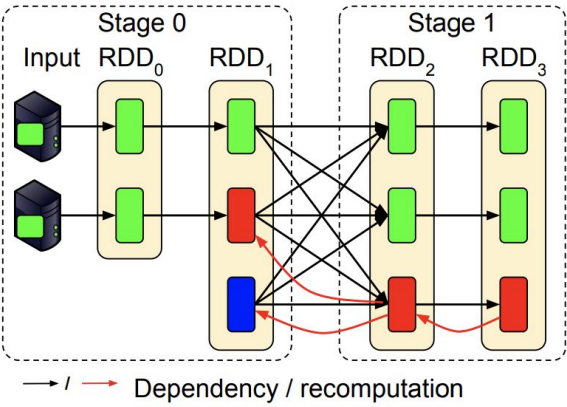 Stage 0
Stage 1
Input
RDD0
RDD1
RDD2
RDD3
/
Dependency / recomputation